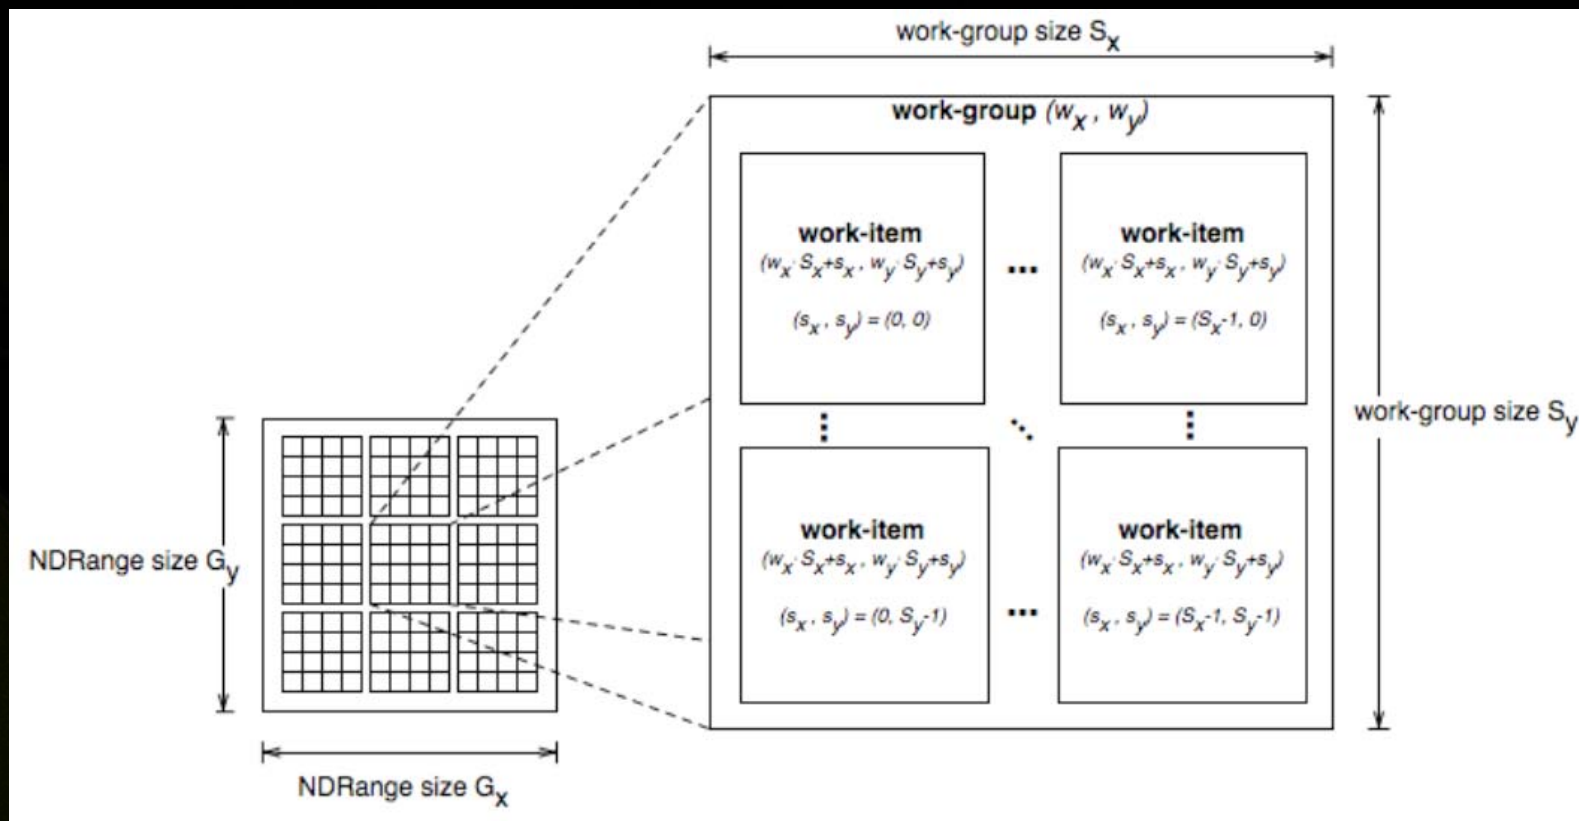 work-group size Sx
work-group (wx , wy)
work-item
(wx· Sx+sx , wy· Sy+sy)
(sx , sy) = (0, 0)
...
work-item
(wx· Sx+sx , wy· Sy+sy)
(sx , sy) = (Sx-1, 0)
work-group size Sy
work-item
(wx· Sx+sx , wy· Sy+sy)
(sx , sy) = (0, Sy-1)
...
work-item
(wx· Sx+sx , wy· Sy+sy)
(sx , sy) = (Sx-1, Sy-1)
NDRange size Gy
NDRange size Gx